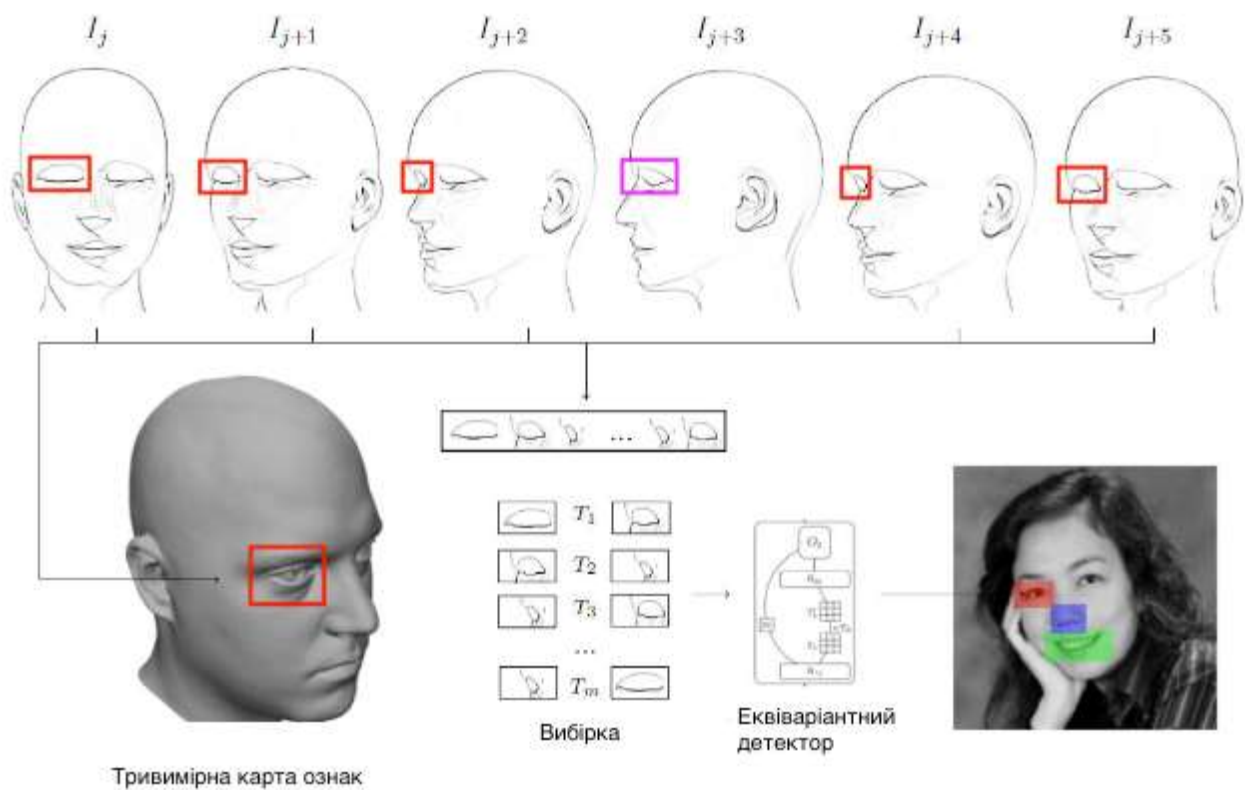 I_j I_{j+1} I_{j+2} I_{j+3} I_{j+4} I_{j+5}
...
T_1
T_2
T_3
...
T_m
Вибірка
Еквіваріантний
детектор
Тривимірна карта ознак